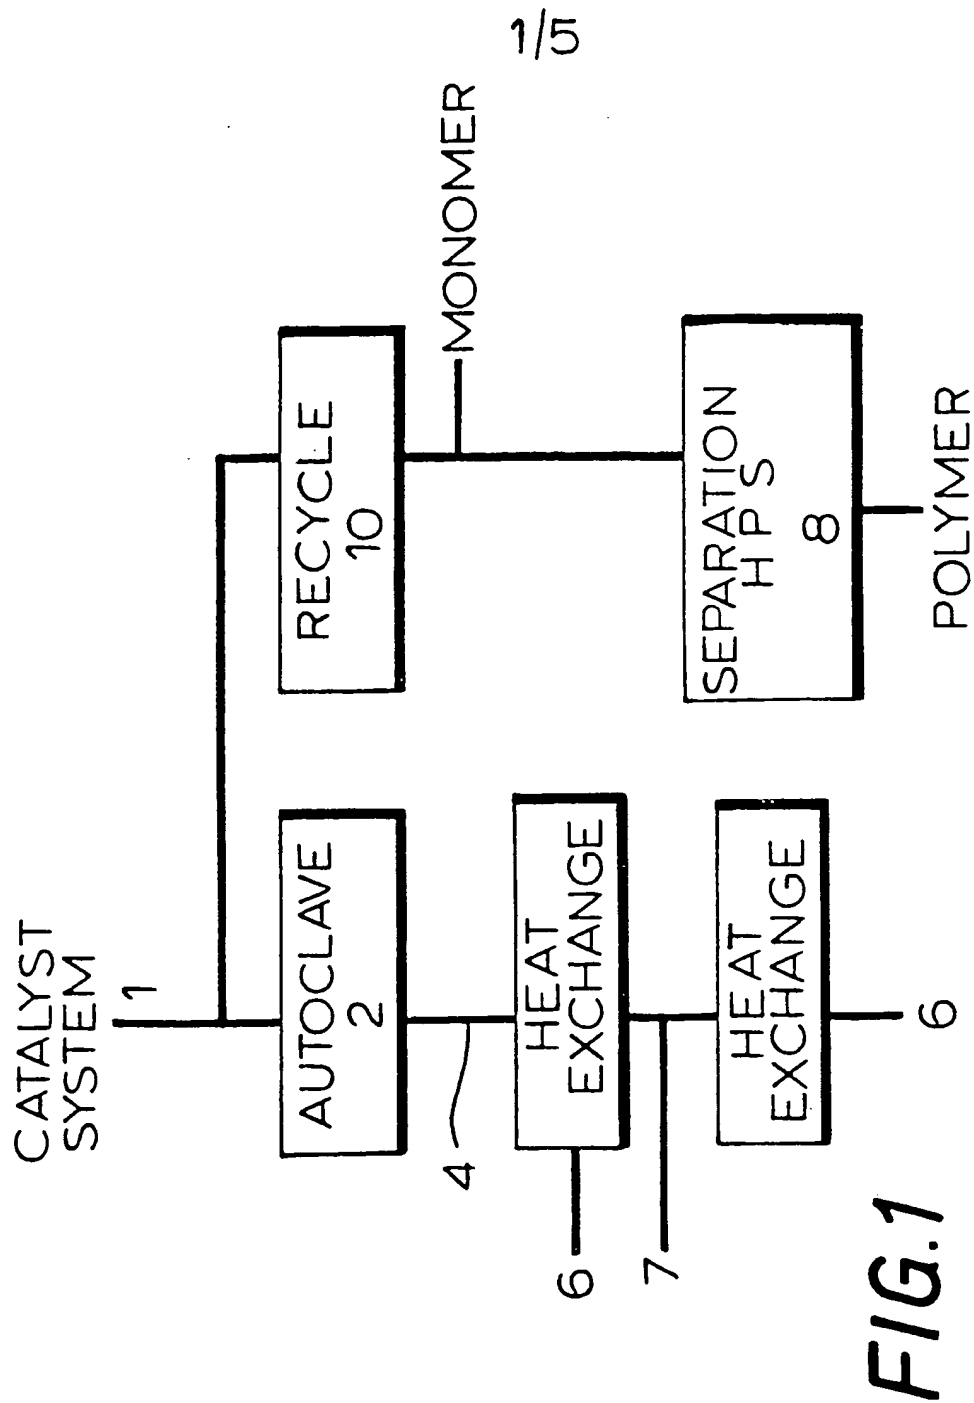 1/5
CATALYST
SYSTEM
1
AUTOCLAVE
2
4
HEAT
EXCHANGE
6
7
HEAT
EXCHANGE
6
RECYCLE
10
MONOMER
SEPARATION
H P S
8
POLYMER
FIG.1